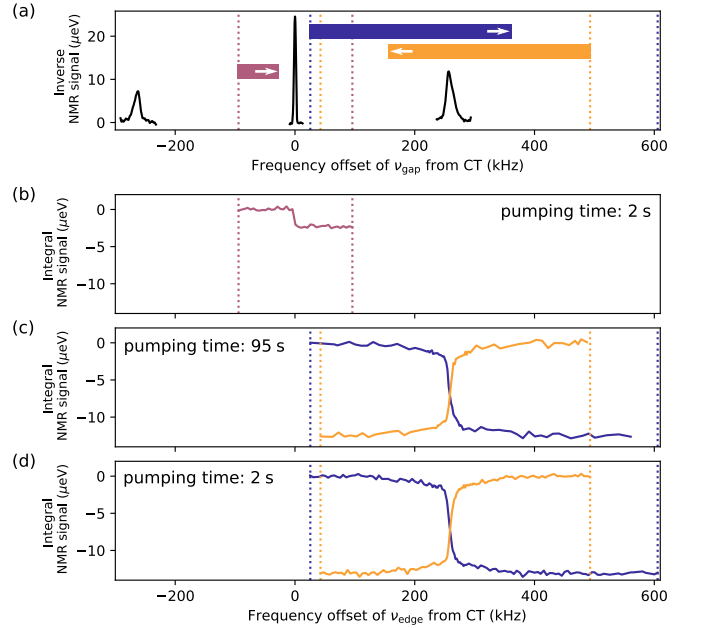 (a)
Inverse
NMR signal (μeV)
20
10
0
−200
0
200
400
600
Frequency offset of νgap from CT (kHz)
(b)
Integral
NMR signal (μeV)
0
−5
−10
pumping time: 2 s
(c)
Integral
NMR signal (μeV)
0
−5
−10
pumping time: 95 s
(d)
Integral
NMR signal (μeV)
0
−5
−10
pumping time: 2 s
−200
0
200
400
600
Frequency offset of νedge from CT (kHz)